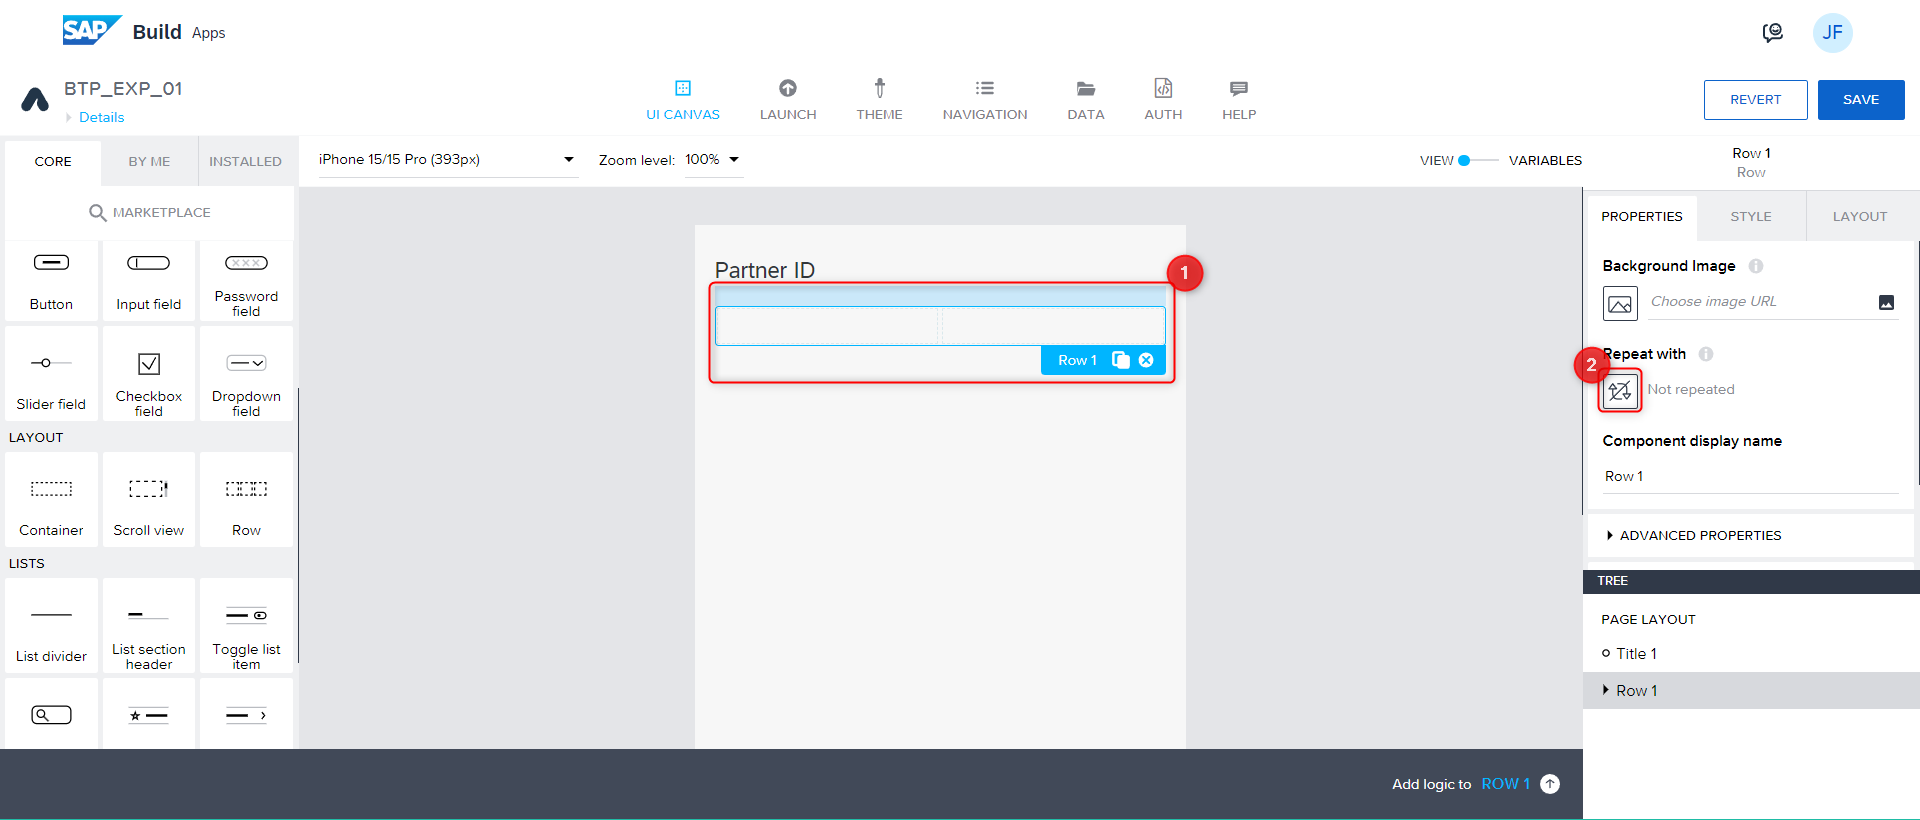 SAP Build Apps
JF
BTP_EXP_01
Details
UI CANVAS
LAUNCH
THEME
NAVIGATION
DATA
AUTH
HELP
REVERT
SAVE
CORE
BY ME
INSTALLED
MARKETPLACE
Button
Input field
Password
field
Slider field
Checkbox
field
Dropdown
field
LAYOUT
Container
Scroll view
Row
LISTS
List divider
List section
header
Toggle list
item
iPhone 15/15 Pro (393px)
Zoom level: 100%
VIEW
VARIABLES
Partner ID
1
Row 1
Add logic to ROW 1
Row 1
Row
PROPERTIES
STYLE
LAYOUT
Background Image
Choose image URL
2
Repeat with
Not repeated
Component display name
Row 1
ADVANCED PROPERTIES
TREE
PAGE LAYOUT
Title 1
Row 1